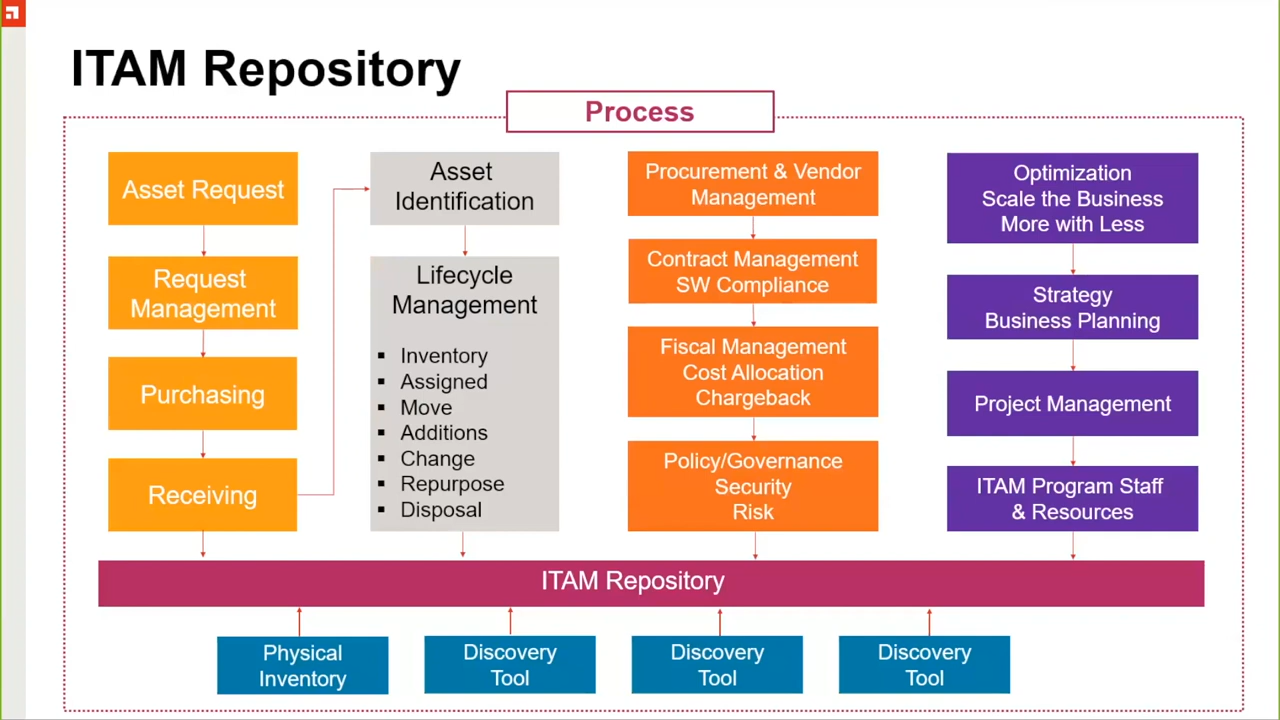 ITAM Repository
Process
Asset Request
Request
Management
Purchasing
Receiving
Asset
Identification
Lifecycle
Management
▪ Inventory
▪ Assigned
▪ Move
▪ Additions
▪ Change
▪ Repurpose
▪ Disposal
Procurement & Vendor
Management
Contract Management
SW Compliance
Fiscal Management
Cost Allocation
Chargeback
Policy/Governance
Security
Risk
Optimization
Scale the Business
More with Less
Strategy
Business Planning
Project Management
ITAM Program Staff
& Resources
ITAM Repository
Physical
Inventory
Discovery
Tool
Discovery
Tool
Discovery
Tool